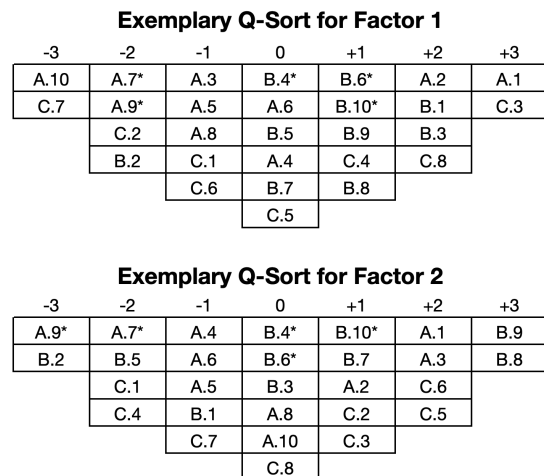 Exemplary Q-Sort for Factor 1
-3 -2 -1 0 +1 +2 +3
A.10 A.7* A.3 B.4* B.6* A.2 A.1
C.7 A.9* A.5 A.6 B.10* B.1 C.3
C.2 A.8 B.5 B.9 B.3
B.2 C.1 A.4 C.4 C.8
C.6 B.7 B.8
C.5
Exemplary Q-Sort for Factor 2
-3 -2 -1 0 +1 +2 +3
A.9* A.7* A.4 B.4* B.10* A.1 B.9
B.2 B.5 A.6 B.6* B.7 A.3 B.8
C.1 A.5 B.3 A.2 C.6
C.4 B.1 A.8 C.2 C.5
C.7 A.10 C.3
C.8